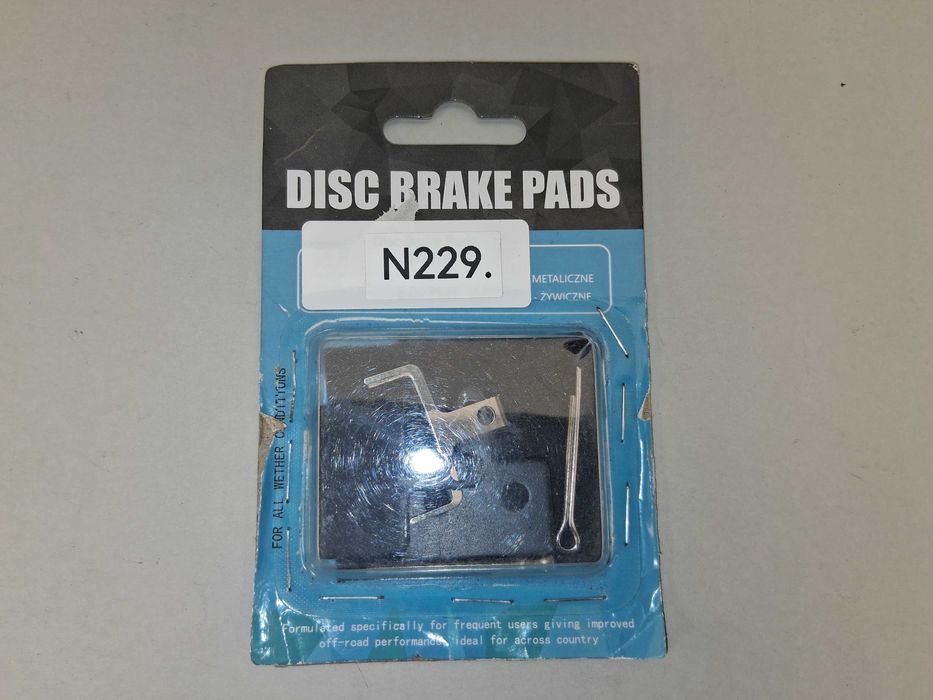 DISC BRAKE PADS
N229.
METALICZNE
- ŻYWICZNE
FOR ALL WETHER CONDITIONS
Formulated specifically for frequent users giving improved
off-road performance, ideal for across country